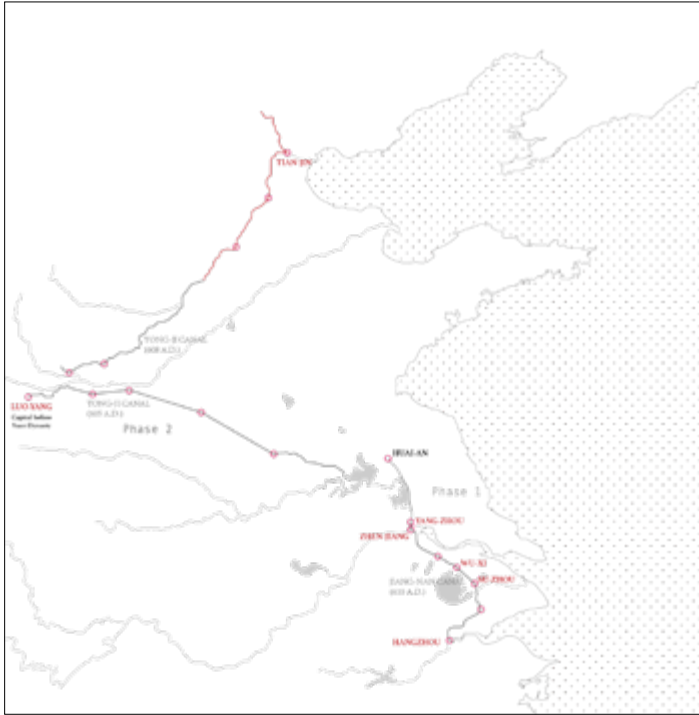 TIAN JIN
YONG-JI CANAL
(608 A.D.)
LUO YANG
Capital before
Yuan Dynasty
TONG-JI CANAL
(605 A.D.)
Phase 2
HUAI-AN
Phase 1
YANG ZHOU
ZHEN JIANG
WU-XI
SU ZHOU
JIANG-NAN CANAL
(610 A.D.)
HANGZHOU